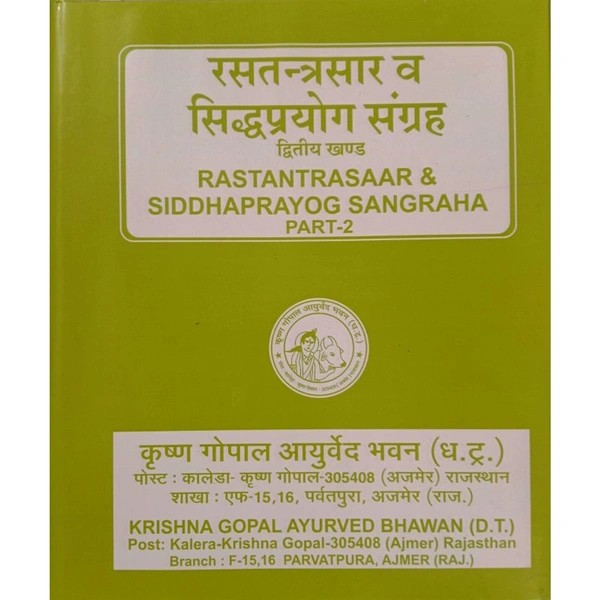 रसतन्त्रसार व
सिद्धप्रयोग संग्रह
द्वितीय खण्ड
RASTANTRASAAR &
SIDDHAPRAYOG SANGRAHA
PART-2
कृष्ण गोपाल आयुर्वेद भवन (ध.ट्र.)
कृष्ण गोपाल आयुर्वेद भवन (ध.ट्र.)
पोस्ट : कालेडा- कृष्ण गोपाल-305408 (अजमेर) राजस्थान
शाखा : एफ-15,16, पर्वतपुरा, अजमेर (राज.)
KRISHNA GOPAL AYURVED BHAWAN (D.T.)
Post: Kalera-Krishna Gopal-305408 (Ajmer) Rajasthan
Branch : F-15,16 PARVATPURA, AJMER (RAJ.)